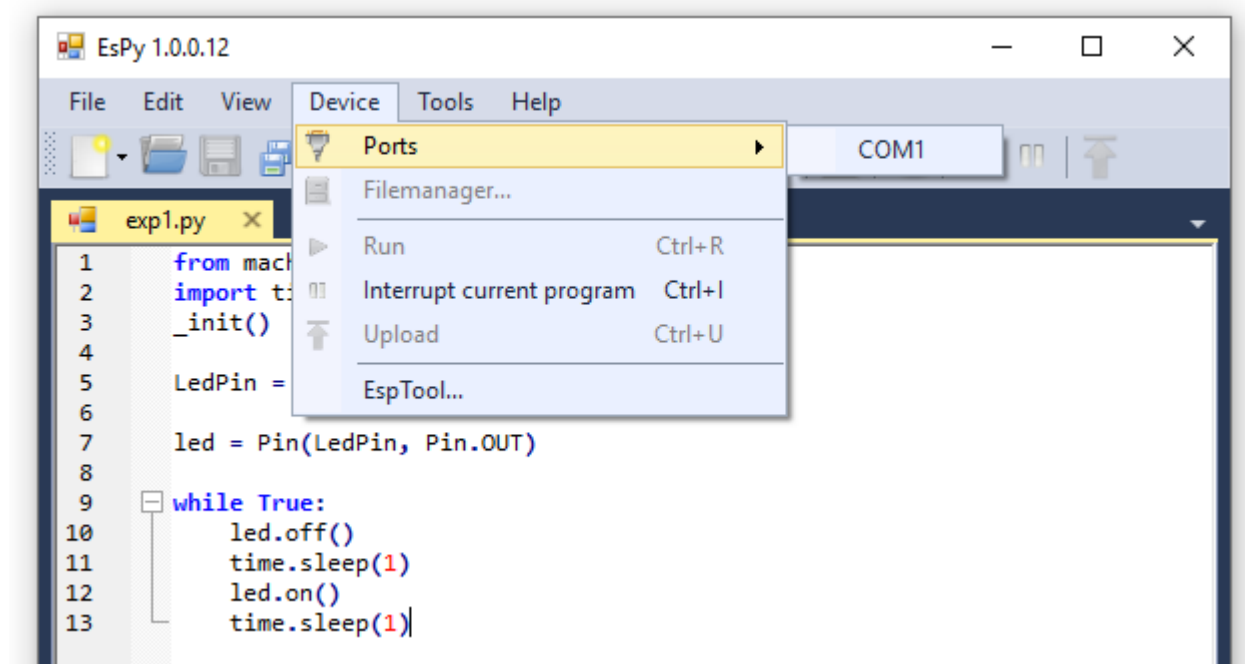 EsPy 1.0.0.12
File Edit View Device Tools Help
Ports COM1
Filemanager...
exp1.py
Run Ctrl+R
Interrupt current program Ctrl+I
Upload Ctrl+U
EspTool...
1 from mach
2 import ti
3 _init()
4
5 LedPin =
6
7 led = Pin(LedPin, Pin.OUT)
8
9 while True:
10 led.off()
11 time.sleep(1)
12 led.on()
13 time.sleep(1)